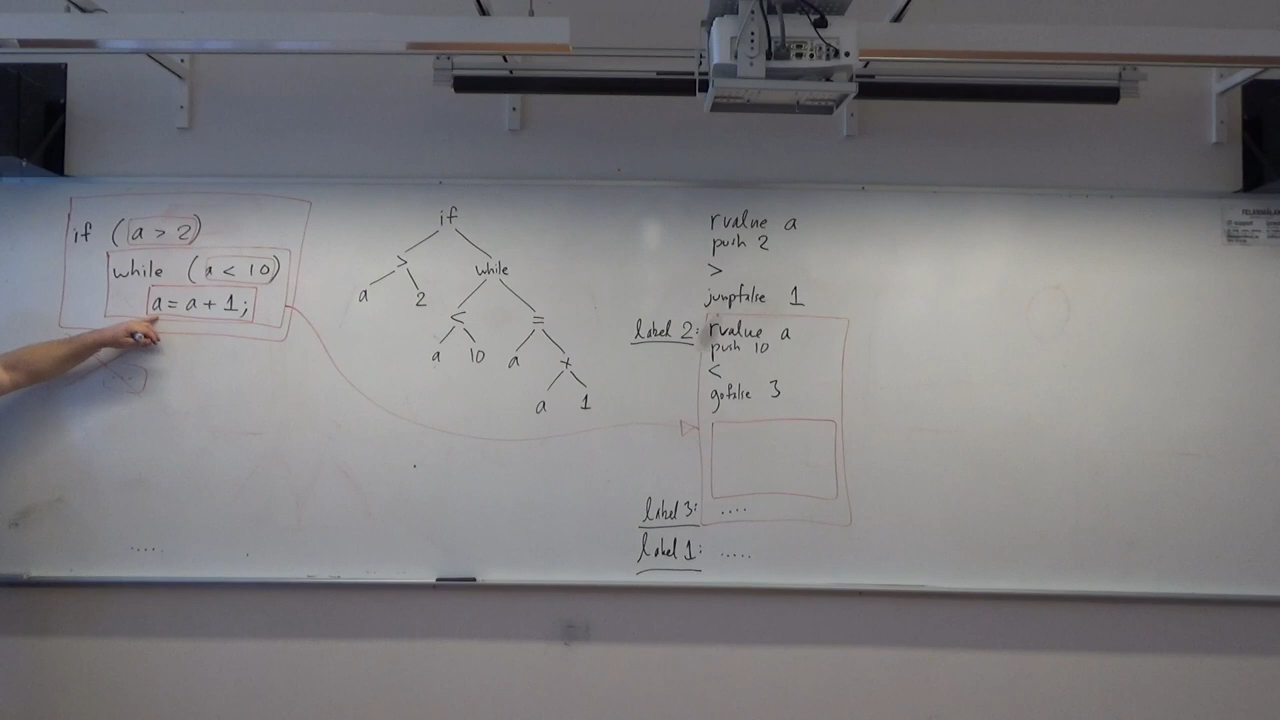 if (a > 2)
while (a < 10)
a = a + 1;
.....
if
> while
a 2 < =
a 10 a +
a 1
rvalue a
push 2
>
jumpfalse 1
label 2: rvalue a
push 10
<
gofalse 3
label 3: ....
label 1: .....